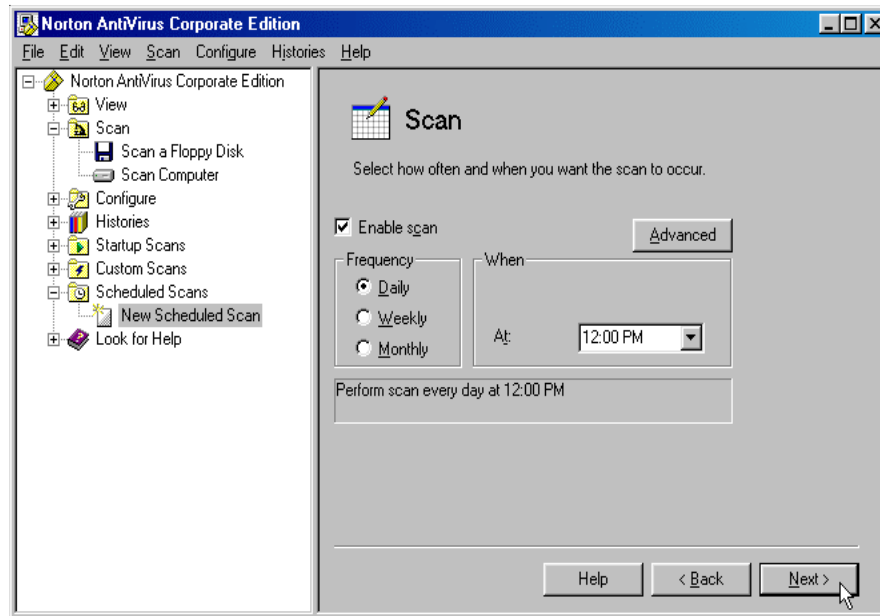 Norton AntiVirus Corporate Edition
File Edit View Scan Configure Histories Help
Norton AntiVirus Corporate Edition
View
Scan
Scan a Floppy Disk
Scan Computer
Configure
Histories
Startup Scans
Custom Scans
Scheduled Scans
New Scheduled Scan
Look for Help
Scan
Select how often and when you want the scan to occur.
Enable scan
Advanced
Frequency
Daily
Weekly
Monthly
When
At:
12:00 PM
Perform scan every day at 12:00 PM
Help
< Back
Next >